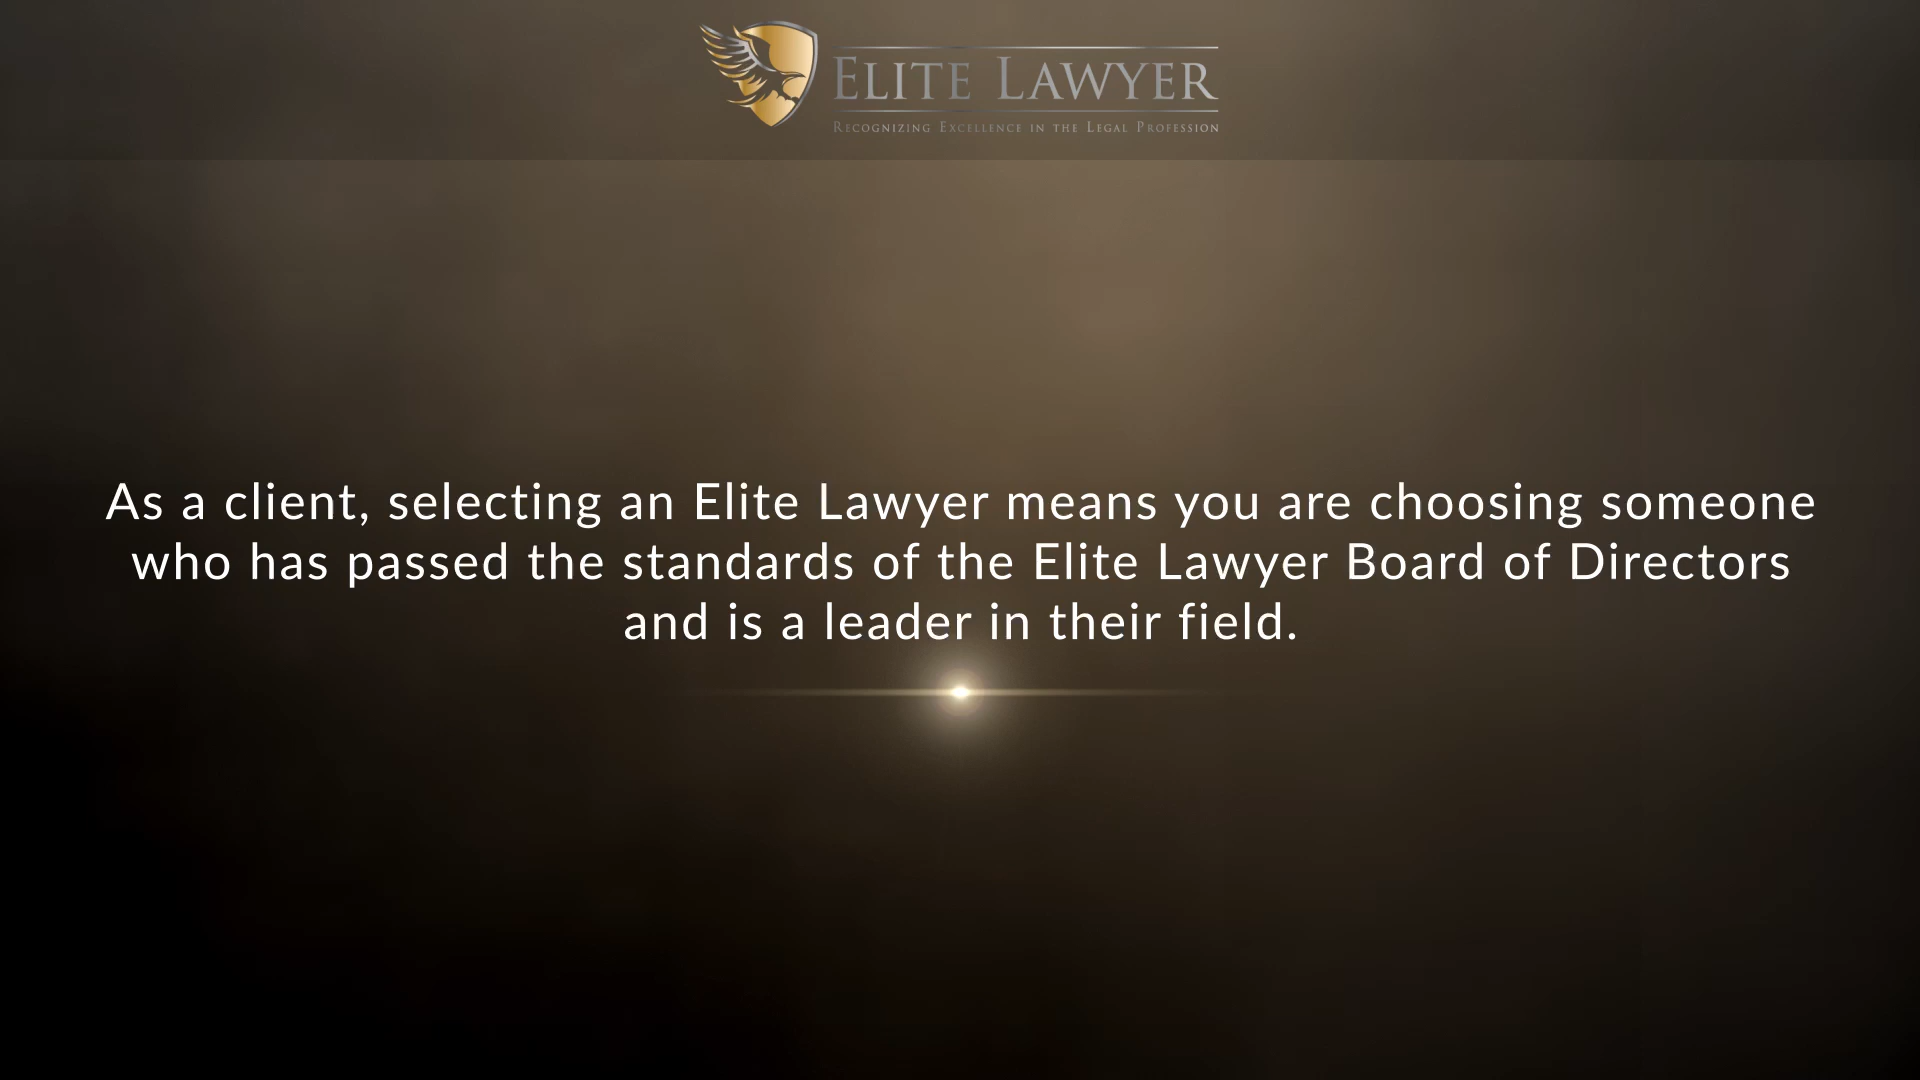 ELITE LAWYER
RECOGNIZING EXCELLENCE IN THE LEGAL PROFESSION
As a client, selecting an Elite Lawyer means you are choosing someone
who has passed the standards of the Elite Lawyer Board of Directors
and is a leader in their field.